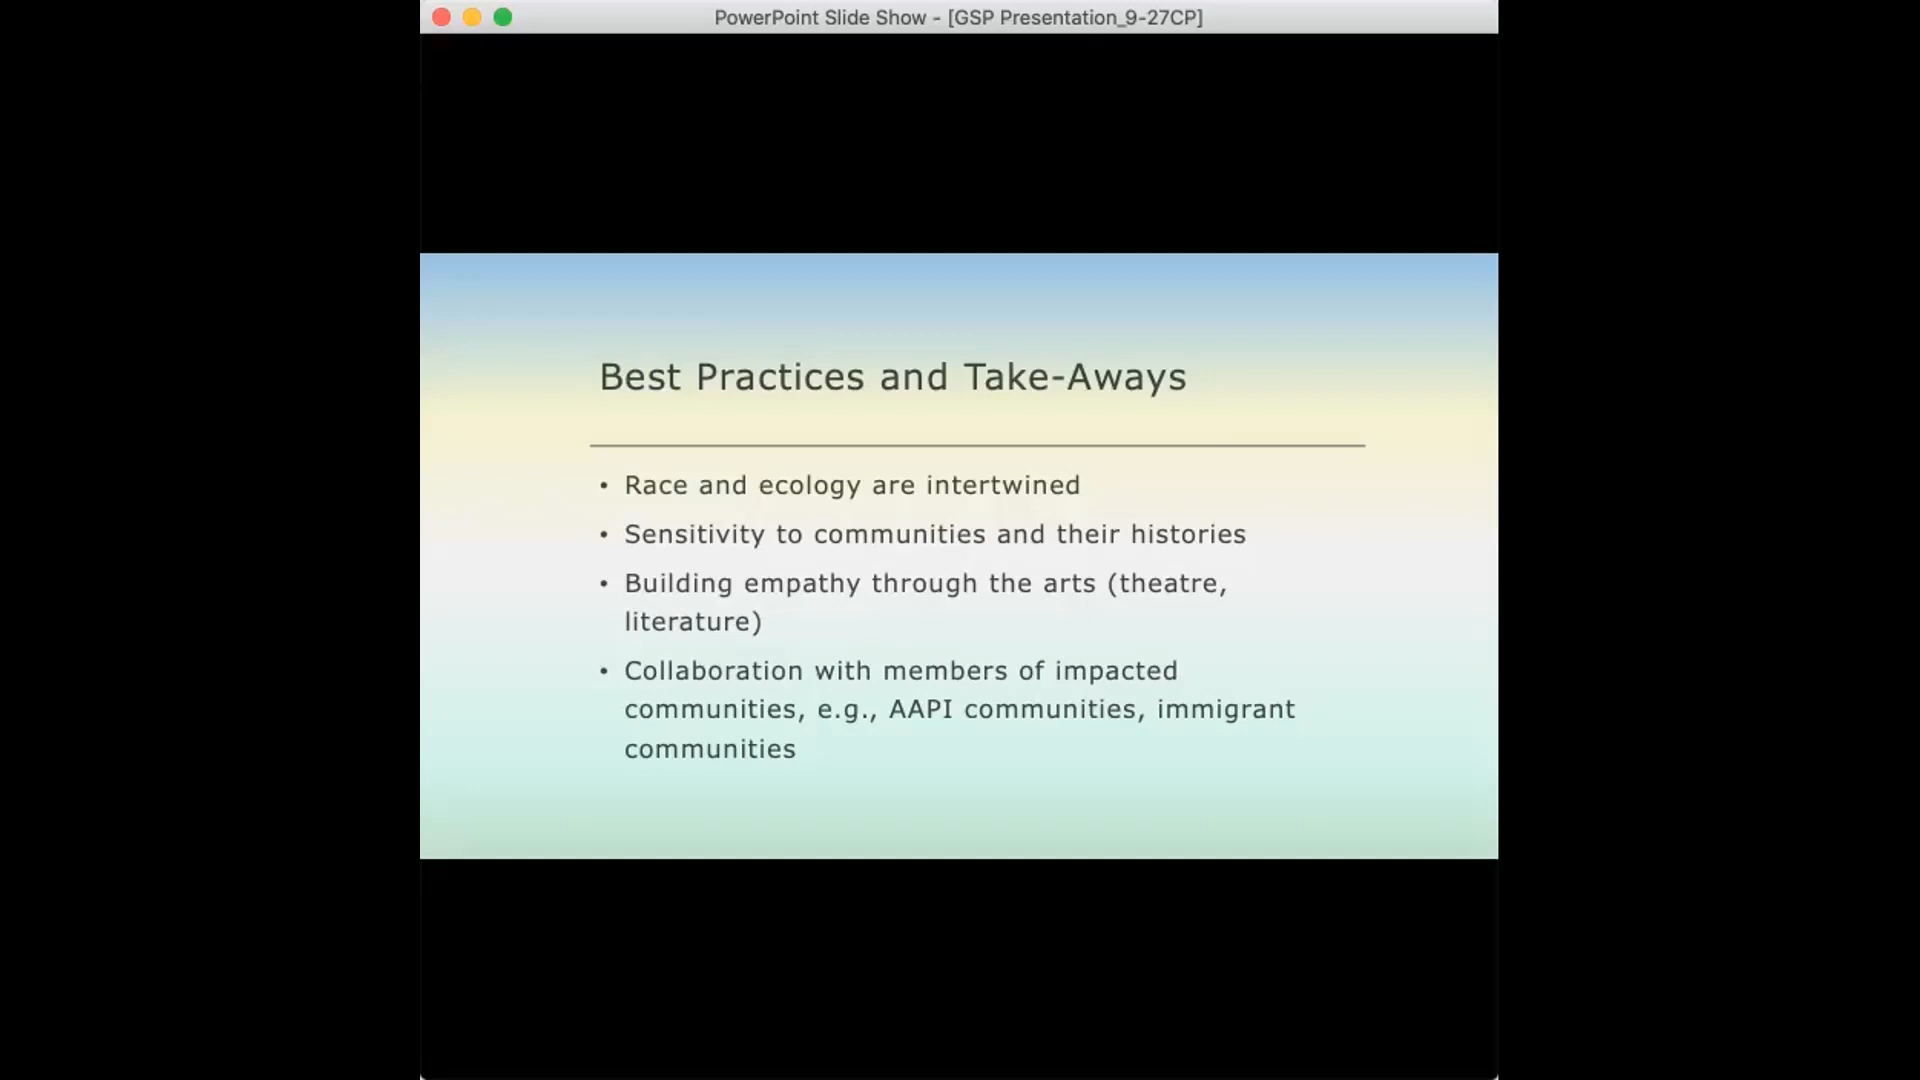 PowerPoint Slide Show - [GSP Presentation_9-27CP]
Best Practices and Take-Aways
• Race and ecology are intertwined
• Sensitivity to communities and their histories
• Building empathy through the arts (theatre,
literature)
• Collaboration with members of impacted
communities, e.g., AAPI communities, immigrant
communities